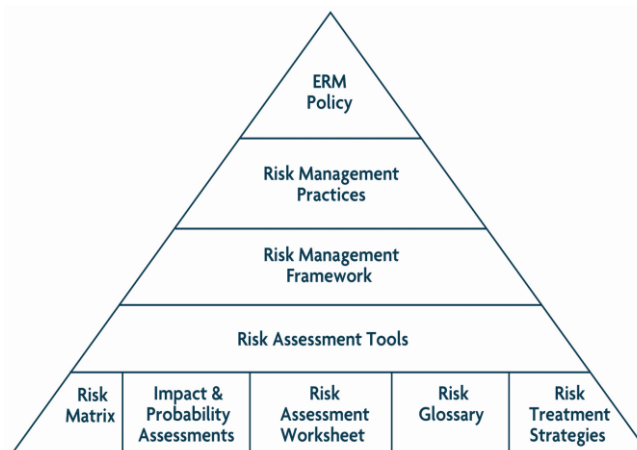 ERM
Policy
Risk Management
Practices
Risk Management
Framework
Risk Assessment Tools
Risk
Matrix
Impact &
Probability
Assessments
Risk
Assessment
Worksheet
Risk
Glossary
Risk
Treatment
Strategies